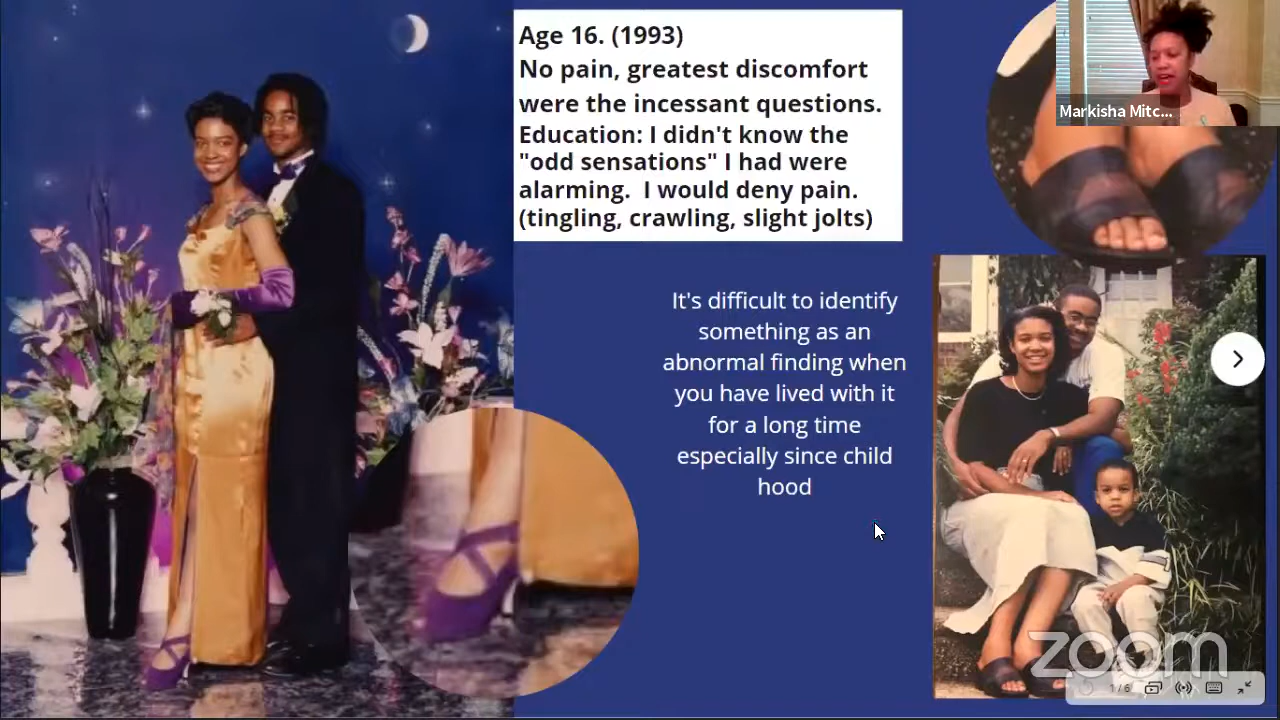 Age 16. (1993)
No pain, greatest discomfort
were the incessant questions.
Education: I didn't know the
"odd sensations" I had were
alarming.  I would deny pain.
(tingling, crawling, slight jolts)
Markisha Mitc...
It's difficult to identify
something as an
abnormal finding when
you have lived with it
for a long time
especially since child
hood
zoom
1/6